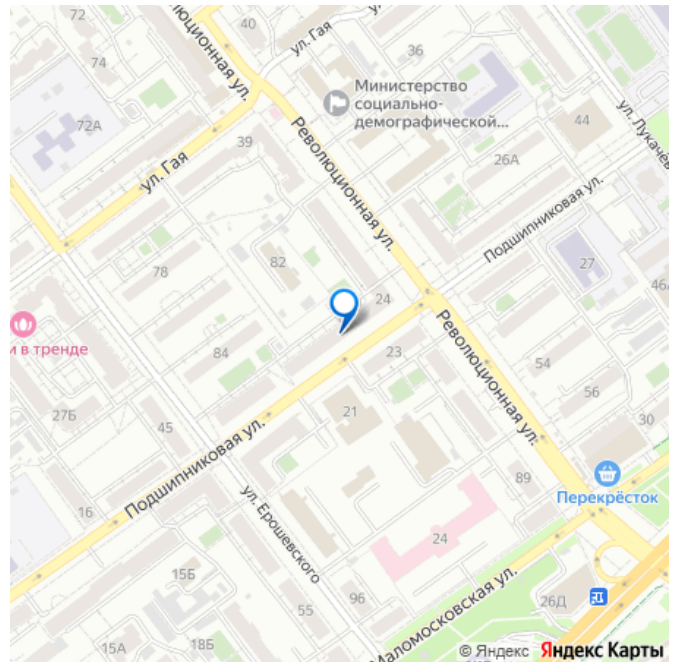 72
40
74
ционная ул.
ул. Гая
36
Министерство
социально-
демографической...
72А
39
44
ул. Гая
Революционная ул.
26А
ул. Лукачёв
Подшипниковая ул.
82
78
27
46
24
и в тренде
84
23
Революционная ул.
54
56
27Б
45
21
30
Подшипниковая ул.
89
Перекрёсток
16
ул. Ерошевского
24
15Б
Маломосковская ул.
96
26Д
55
15А
18Б
© Яндекс Яндекс Карты